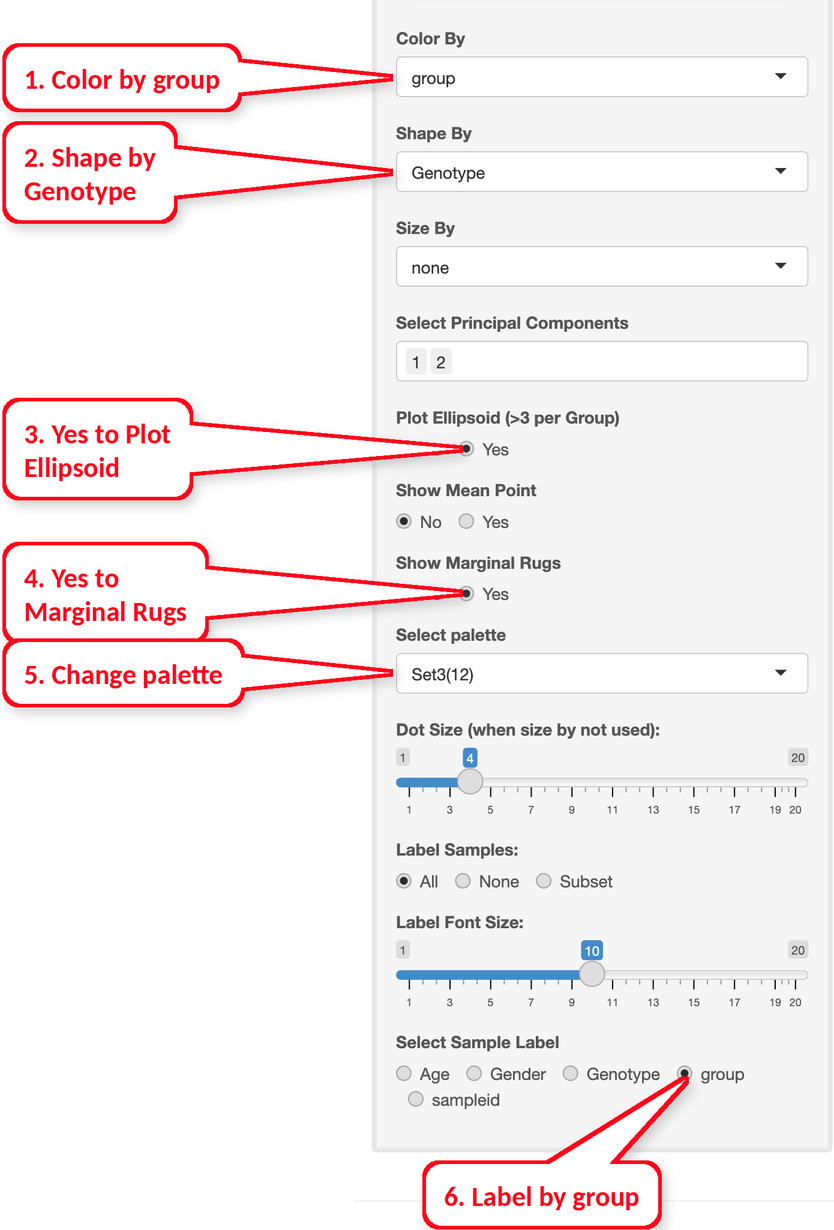 Color By
1. Color by group
group
Shape By
2. Shape by
Genotype
Genotype
Size By
none
Select Principal Components
1 2
Plot Ellipsoid (>3 per Group)
3. Yes to Plot
Ellipsoid
Yes
Show Mean Point
No Yes
Show Marginal Rugs
4. Yes to
Marginal Rugs
Yes
Select palette
5. Change palette
Set3(12)
Dot Size (when size by not used):
1 4 20
1 3 5 7 9 11 13 15 17 19 20
Label Samples:
All None Subset
Label Font Size:
1 10 20
1 3 5 7 9 11 13 15 17 19 20
Select Sample Label
Age Gender Genotype group
sampleid
6. Label by group